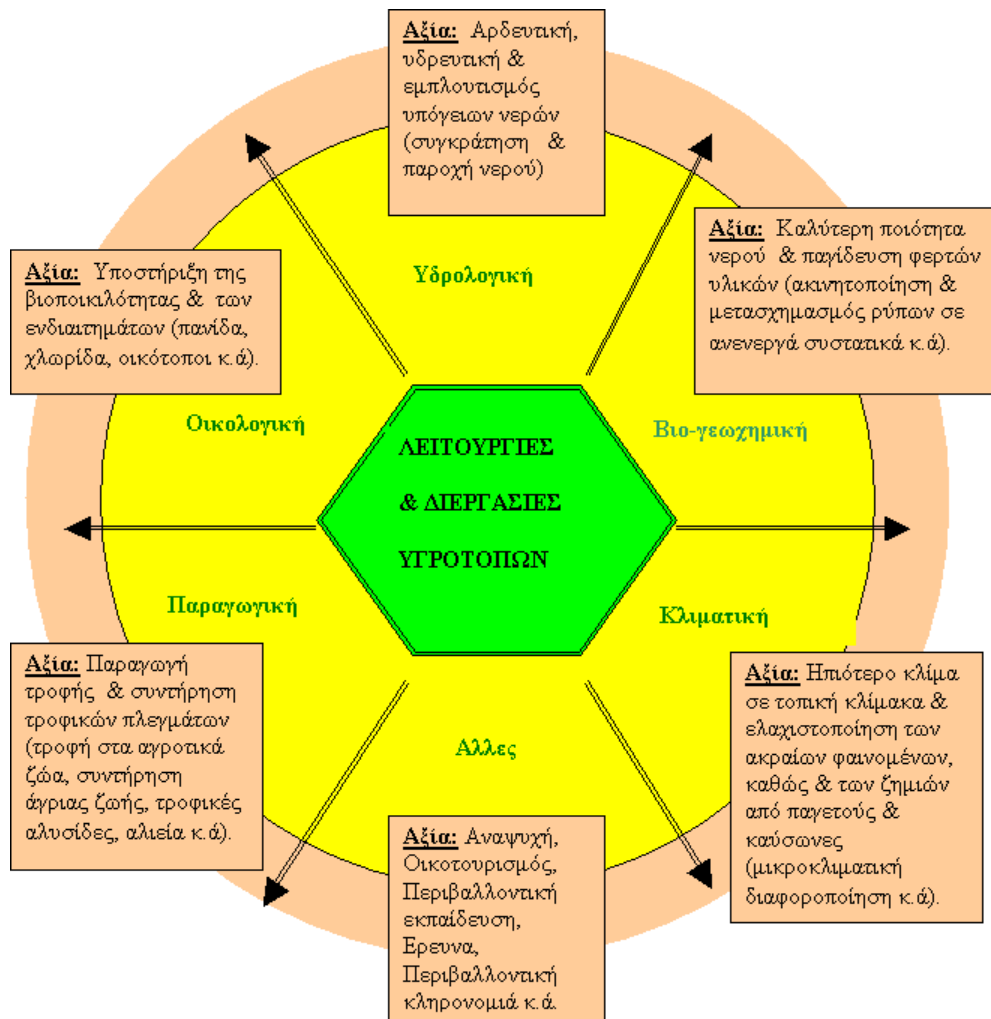 Αξία: Αρδευτική,
υδρευτική &
εμπλουτισμός
υπόγειων νερών
(συγκράτηση &
παροχή νερού)
Αξία: Καλύτερη ποιότητα
νερού & παγίδευση φερτών
υλικών (ακινητοποίηση &
μετασχημασμός ρύπων σε
ανενεργά συστατικά κ.ά).
Αξία: Υποστήριξη της
βιοποικιλότητας & των
ενδιαιτημάτων (πανίδα,
χλωρίδα, οικότοποι κ.ά).
Υδρολογική
Οικολογική
Βιο-γεωχημική
ΛΕΙΤΟΥΡΓΙΕΣ
& ΔΙΕΡΓΑΣΙΕΣ
ΥΓΡΟΤΟΠΩΝ
Παραγωγική
Κλιματική
Αξία: Παραγωγή
τροφής & συντήρηση
τροφικών πλεγμάτων
(τροφή στα αγροτικά
ζώα, συντήρηση
άγριας ζωής, τροφικές
αλυσίδες, αλιεία κ.ά).
Αλλες
Αξία: Ηπιότερο κλίμα
σε τοπική κλίμακα &
ελαχιστοποίηση των
ακραίων φαινομένων,
καθώς & των ζημιών
από παγετούς &
καύσωνες
(μικροκλιματική
διαφοροποίηση κ.ά).
Αξία: Αναψυχή,
Οικοτουρισμός,
Περιβαλλοντική
εκπαίδευση,
Ερευνα,
Περιβαλλοντική
κληρονομιά κ.ά.